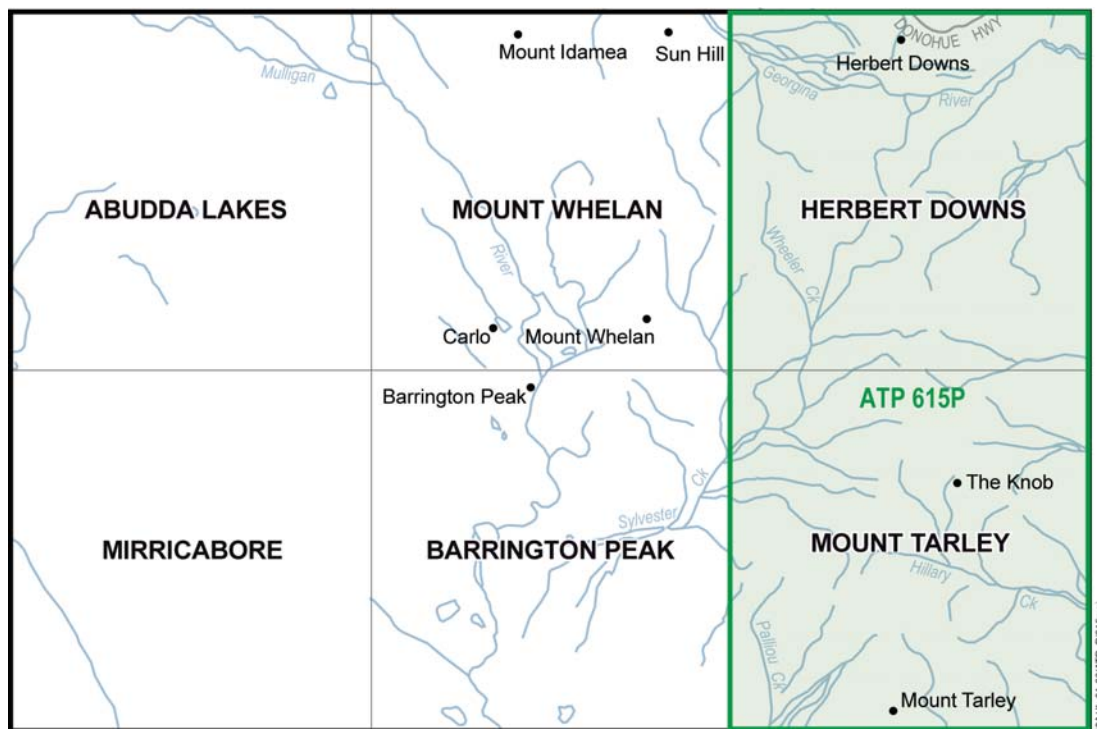 DONOHUE HWY
Mount Idamea
Sun Hill
Herbert Downs
Mulligan
Georgina
River
ABUDDA LAKES
MOUNT WHELAN
HERBERT DOWNS
Wheeler
Ck
River
Carlo
Mount Whelan
Barrington Peak
ATP 615P
Ck
The Knob
Sylvester
MIRRICABORE
BARRINGTON PEAK
MOUNT TARLEY
Hillary
Ck
Palliou Ck
Mount Tarley